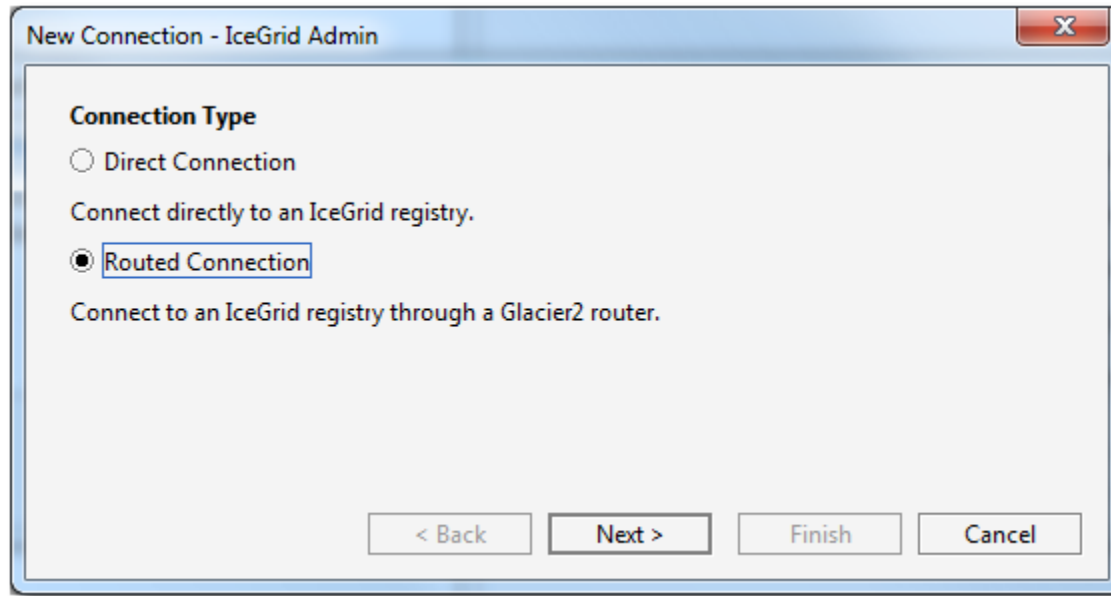 New Connection - IceGrid Admin
Connection Type
Direct Connection
Connect directly to an IceGrid registry.
Routed Connection
Connect to an IceGrid registry through a Glacier2 router.
< Back Next > Finish Cancel